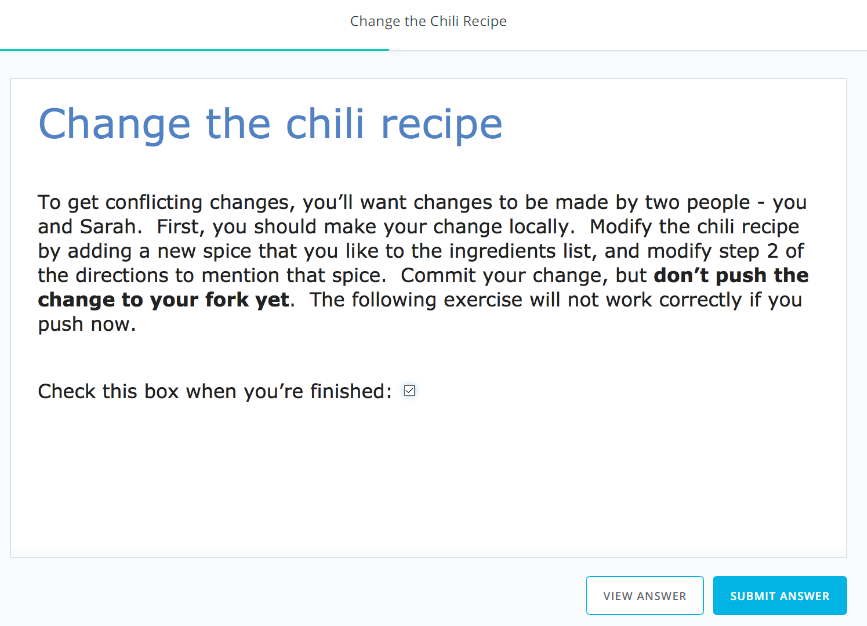 Change the Chili Recipe
Change the chili recipe
To get conflicting changes, you’ll want changes to be made by two people - you
and Sarah.  First, you should make your change locally.  Modify the chili recipe
by adding a new spice that you like to the ingredients list, and modify step 2 of
the directions to mention that spice.  Commit your change, but don’t push the
change to your fork yet.  The following exercise will not work correctly if you
push now.
Check this box when you’re finished:
VIEW ANSWER
SUBMIT ANSWER